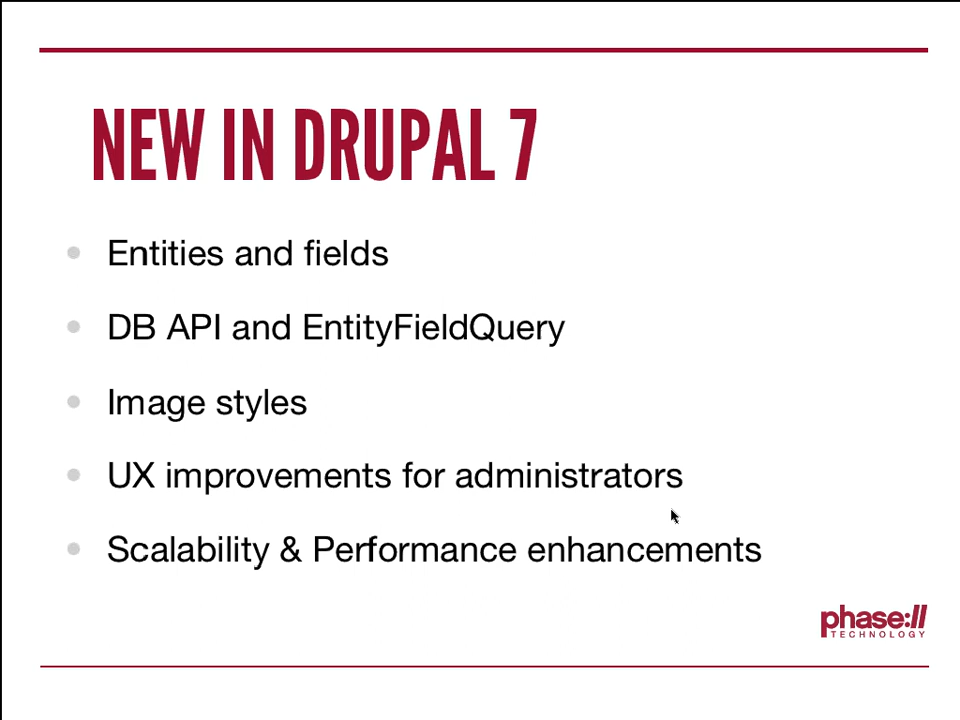 NEW IN DRUPAL 7
Entities and fields
DB API and EntityFieldQuery
Image styles
UX improvements for administrators
Scalability & Performance enhancements
phase://
TECHNOLOGY